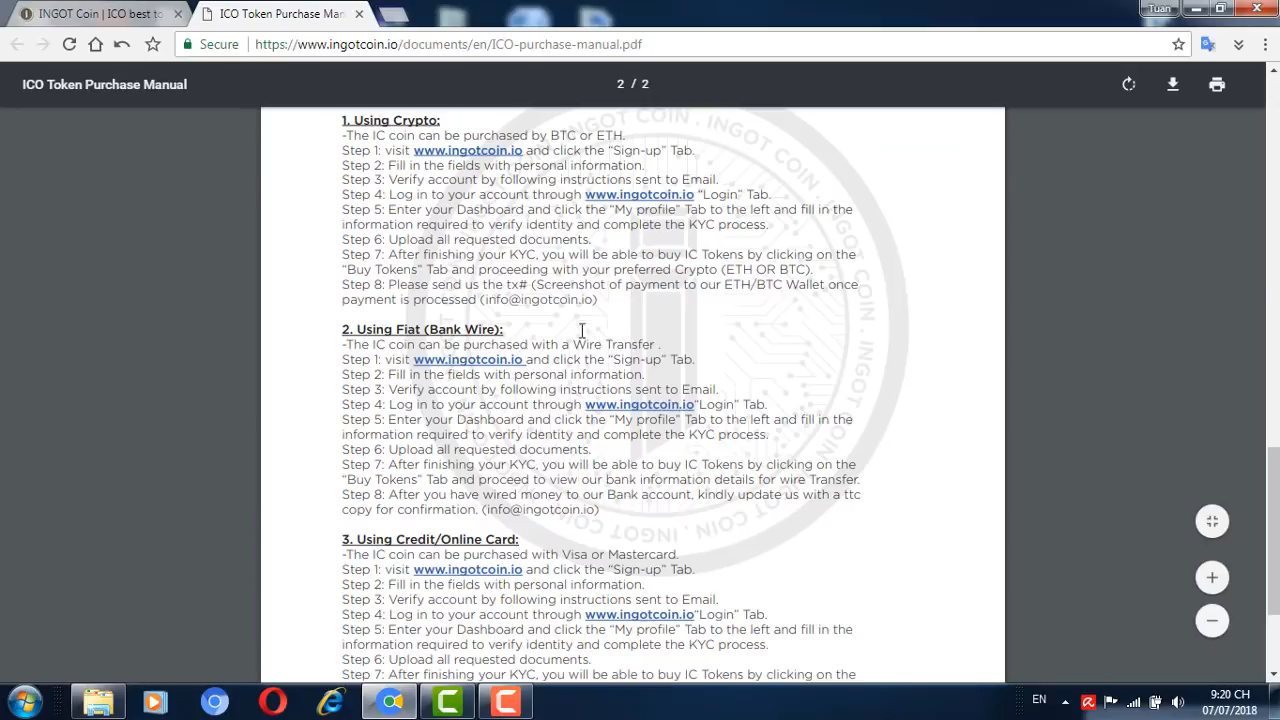 INGOT Coin | ICO best to
ICO Token Purchase Man
Tuan
Secure
https://www.ingotcoin.io/documents/en/ICO-purchase-manual.pdf
ICO Token Purchase Manual
2 / 2
1. Using Crypto:
-The IC coin can be purchased by BTC or ETH.
Step 1: visit www.ingotcoin.io and click the “Sign-up” Tab.
Step 2: Fill in the fields with personal information.
Step 3: Verify account by following instructions sent to Email.
Step 4: Log in to your account through www.ingotcoin.io “Login” Tab.
Step 5: Enter your Dashboard and click the “My profile” Tab to the left and fill in the
information required to verify identity and complete the KYC process.
Step 6: Upload all requested documents.
Step 7: After finishing your KYC, you will be able to buy IC Tokens by clicking on the
“Buy Tokens” Tab and proceeding with your preferred Crypto (ETH OR BTC).
Step 8: Please send us the tx# (Screenshot of payment to our ETH/BTC Wallet once
payment is processed (info@ingotcoin.io)
2. Using Fiat (Bank Wire):
-The IC coin can be purchased with a Wire Transfer .
Step 1: visit www.ingotcoin.io and click the “Sign-up” Tab.
Step 2: Fill in the fields with personal information.
Step 3: Verify account by following instructions sent to Email.
Step 4: Log in to your account through www.ingotcoin.io“Login” Tab.
Step 5: Enter your Dashboard and click the “My profile” Tab to the left and fill in the
information required to verify identity and complete the KYC process.
Step 6: Upload all requested documents.
Step 7: After finishing your KYC, you will be able to buy IC Tokens by clicking on the
“Buy Tokens” Tab and proceed to view our bank information details for wire Transfer.
Step 8: After you have wired money to our Bank account, kindly update us with a ttc
copy for confirmation. (info@ingotcoin.io)
3. Using Credit/Online Card:
-The IC coin can be purchased with Visa or Mastercard.
Step 1: visit www.ingotcoin.io and click the “Sign-up” Tab.
Step 2: Fill in the fields with personal information.
Step 3: Verify account by following instructions sent to Email.
Step 4: Log in to your account through www.ingotcoin.io“Login” Tab.
Step 5: Enter your Dashboard and click the “My profile” Tab to the left and fill in the
information required to verify identity and complete the KYC process.
Step 6: Upload all requested documents.
Step 7: After finishing your KYC, you will be able to buy IC Tokens by clicking on the
INGOT COIN . INGOT COIN . INGOT COIN . INGOT COIN
EN
9:20 CH
07/07/2018